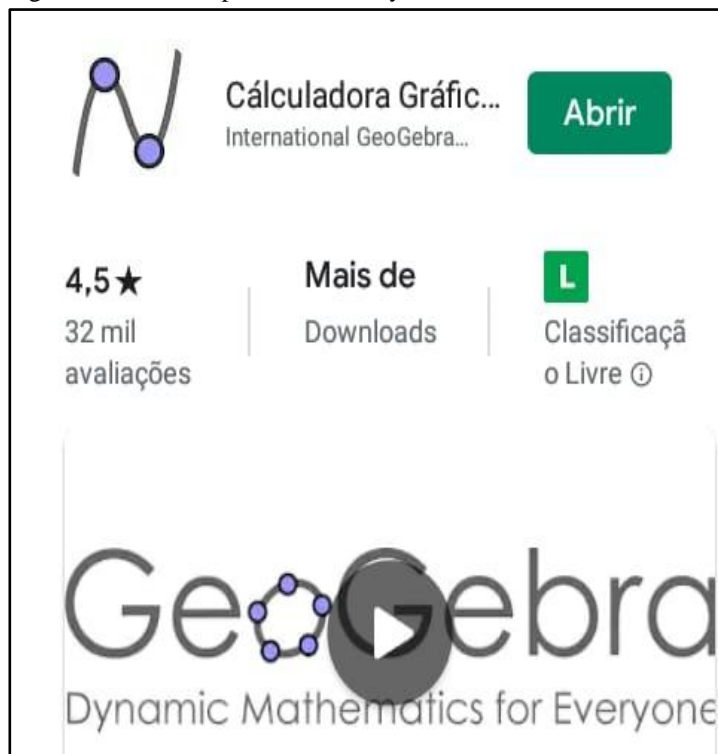 Cálculadora Gráfic...
International GeoGebra...
Abrir
4,5★
32 mil
avaliações
Mais de
Downloads
L
Classificaçã
o Livre ⓘ
GeoGebra
Dynamic Mathematics for Everyone